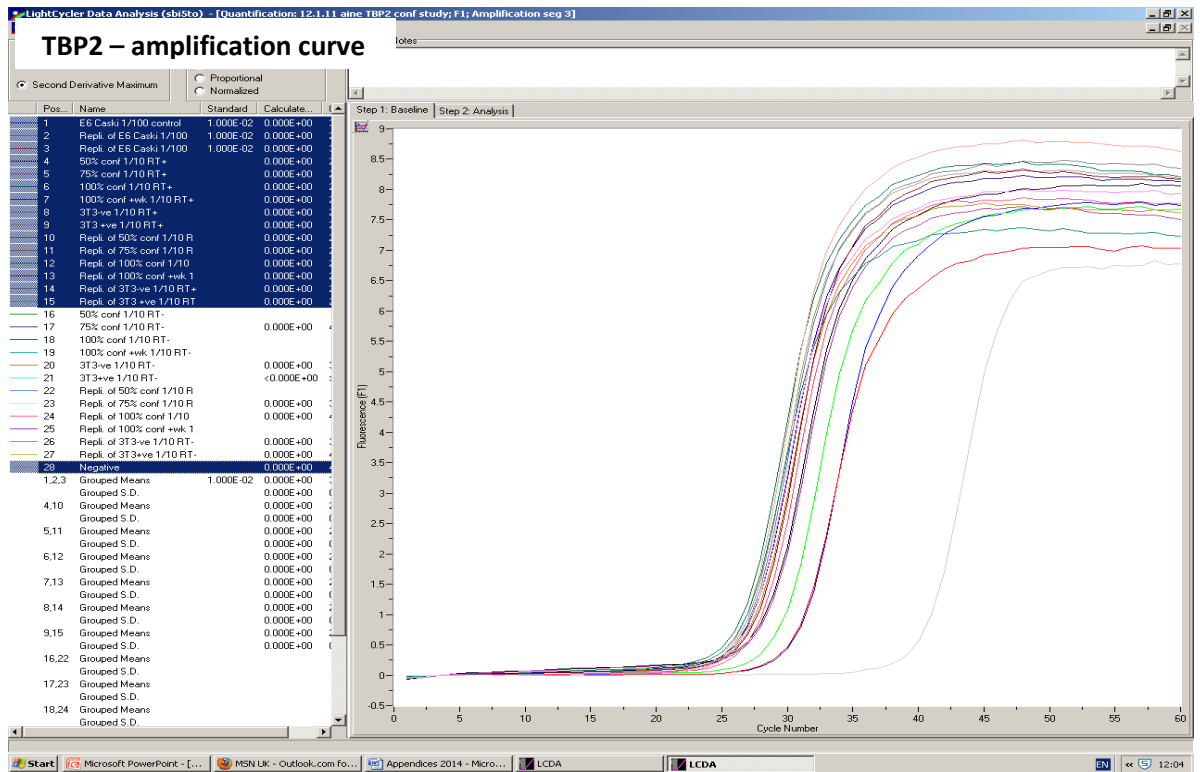 LightCycler Data Analysis (sbi5to) - [Quantification: 12.1.11 aine TBP2 conf study; F1; Amplification seg 3]
TBP2 – amplification curve
Notes
Second Derivative Maximum
Proportional
Normalized
Pos... Name Standard Calculate...
1 E6 Caski 1/100 control 1.000E-02 0.000E+00
2 Repli. of E6 Caski 1/100 1.000E-02 0.000E+00
3 Repli. of E6 Caski 1/100 1.000E-02 0.000E+00
4 50% conf 1/10 RT+ 0.000E+00
5 75% conf 1/10 RT+ 0.000E+00
6 100% conf 1/10 RT+ 0.000E+00
7 100% conf +wk 1/10 RT+ 0.000E+00
8 3T3-ve 1/10 RT+ 0.000E+00
9 3T3 +ve 1/10 RT+ 0.000E+00
10 Repli. of 50% conf 1/10 R 0.000E+00
11 Repli. of 75% conf 1/10 R 0.000E+00
12 Repli. of 100% conf 1/10 0.000E+00
13 Repli. of 100% conf +wk 1 0.000E+00
14 Repli. of 3T3-ve 1/10 RT+ 0.000E+00
15 Repli. of 3T3 +ve 1/10 RT 0.000E+00
16 50% conf 1/10 RT-
17 75% conf 1/10 RT- 0.000E+00
18 100% conf 1/10 RT-
19 100% conf +wk 1/10 RT-
20 3T3-ve 1/10 RT- 0.000E+00
21 3T3+ve 1/10 RT- <0.000E+00
22 Repli. of 50% conf 1/10 R
23 Repli. of 75% conf 1/10 R 0.000E+00
24 Repli. of 100% conf 1/10 0.000E+00
25 Repli. of 100% conf +wk 1
26 Repli. of 3T3-ve 1/10 RT- 0.000E+00
27 Repli. of 3T3+ve 1/10 RT- 0.000E+00
28 Negative 0.000E+00
1,2,3 Grouped Means 1.000E-02 0.000E+00
Grouped S.D. 0.000E+00
4,10 Grouped Means 0.000E+00
Grouped S.D. 0.000E+00
5,11 Grouped Means 0.000E+00
Grouped S.D. 0.000E+00
6,12 Grouped Means 0.000E+00
Grouped S.D. 0.000E+00
7,13 Grouped Means 0.000E+00
Grouped S.D. 0.000E+00
8,14 Grouped Means 0.000E+00
Grouped S.D. 0.000E+00
9,15 Grouped Means 0.000E+00
Grouped S.D. 0.000E+00
16,22 Grouped Means
Grouped S.D.
17,23 Grouped Means
Grouped S.D.
18,24 Grouped Means
Grouped S.D.
Step 1: Baseline Step 2: Analysis
9
8.5
8
7.5
7
6.5
6
5.5
5
4.5
4
3.5
3
2.5
2
1.5
1
0.5
0
-0.5
Fluorescence (F1)
0 5 10 15 20 25 30 35 40 45 50 55 60
Cycle Number
Start Microsoft PowerPoint - [... MSN UK - Outlook.com fo... Appendices 2014 - Micro... LCDA LCDA EN « 12:04